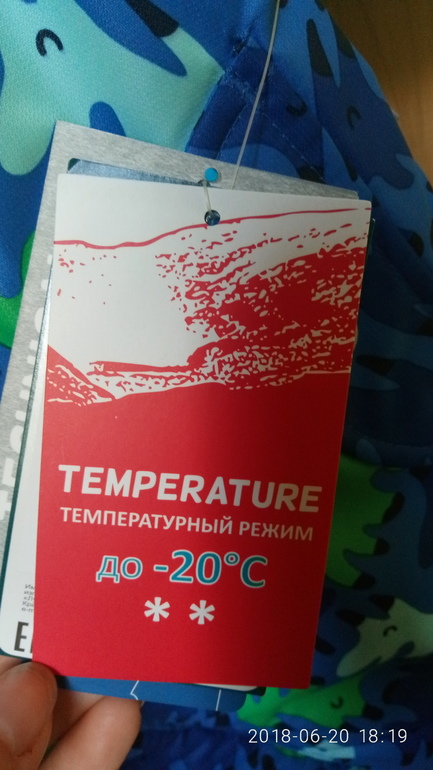 TEMPERATURE
ТЕМПЕРАТУРНЫЙ РЕЖИМ
до -20°C
* *
2018-06-20 18:19